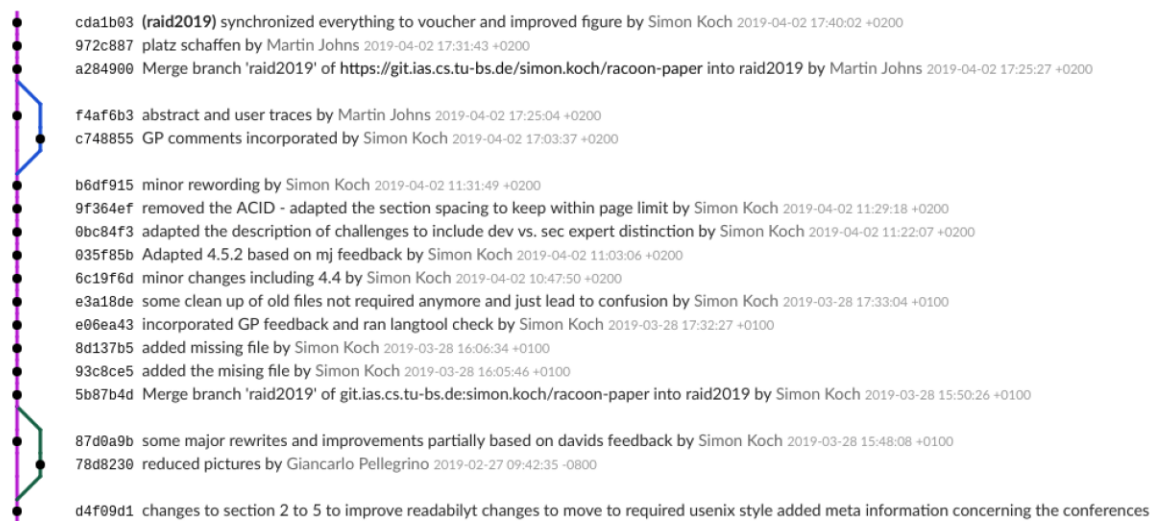 cda1b03 (raid2019) synchronized everything to voucher and improved figure by Simon Koch 2019-04-02 17:40:02 +0200
972c887 platz schaffen by Martin Johns 2019-04-02 17:31:43 +0200
a284900 Merge branch 'raid2019' of https://git.ias.cs.tu-bs.de/simon.koch/racoon-paper into raid2019 by Martin Johns 2019-04-02 17:25:27 +0200
f4af6b3 abstract and user traces by Martin Johns 2019-04-02 17:25:04 +0200
c748855 GP comments incorporated by Simon Koch 2019-04-02 17:03:37 +0200
b6df915 minor rewording by Simon Koch 2019-04-02 11:31:49 +0200
9f364ef removed the ACID - adapted the section spacing to keep within page limit by Simon Koch 2019-04-02 11:29:18 +0200
0bc84f3 adapted the description of challenges to include dev vs. sec expert distinction by Simon Koch 2019-04-02 11:22:07 +0200
035f85b Adapted 4.5.2 based on mj feedback by Simon Koch 2019-04-02 11:03:06 +0200
6c19f6d minor changes including 4.4 by Simon Koch 2019-04-02 10:47:50 +0200
e3a18de some clean up of old files not required anymore and just lead to confusion by Simon Koch 2019-03-28 17:33:04 +0100
e06ea43 incorporated GP feedback and ran langtool check by Simon Koch 2019-03-28 17:32:27 +0100
8d137b5 added missing file by Simon Koch 2019-03-28 16:06:34 +0100
93c8ce5 added the mising file by Simon Koch 2019-03-28 16:05:46 +0100
5b87b4d Merge branch 'raid2019' of git.ias.cs.tu-bs.de:simon.koch/racoon-paper into raid2019 by Simon Koch 2019-03-28 15:50:26 +0100
87d0a9b some major rewrites and improvements partially based on davids feedback by Simon Koch 2019-03-28 15:48:08 +0100
78d8230 reduced pictures by Giancarlo Pellegrino 2019-02-27 09:42:35 -0800
d4f09d1 changes to section 2 to 5 to improve readabilyt changes to move to required usenix style added meta information concerning the conferences